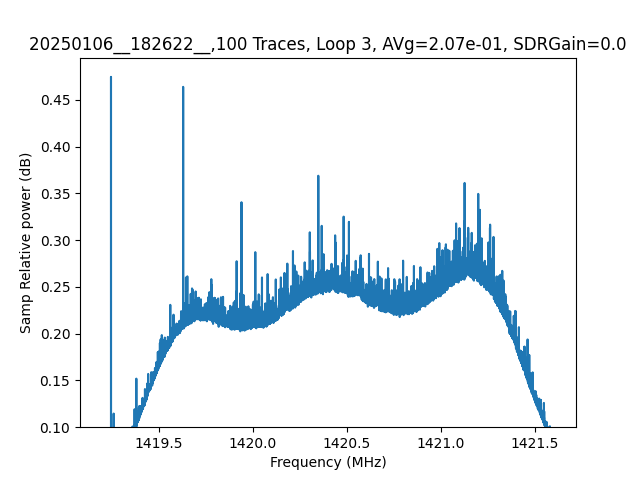 20250106__182622__,100 Traces, Loop 3, AVg=2.07e-01, SDRGain=0.0
Samp Relative power (dB)
0.45
0.40
0.35
0.30
0.25
0.20
0.15
0.10
1419.5 1420.0 1420.5 1421.0 1421.5
Frequency (MHz)